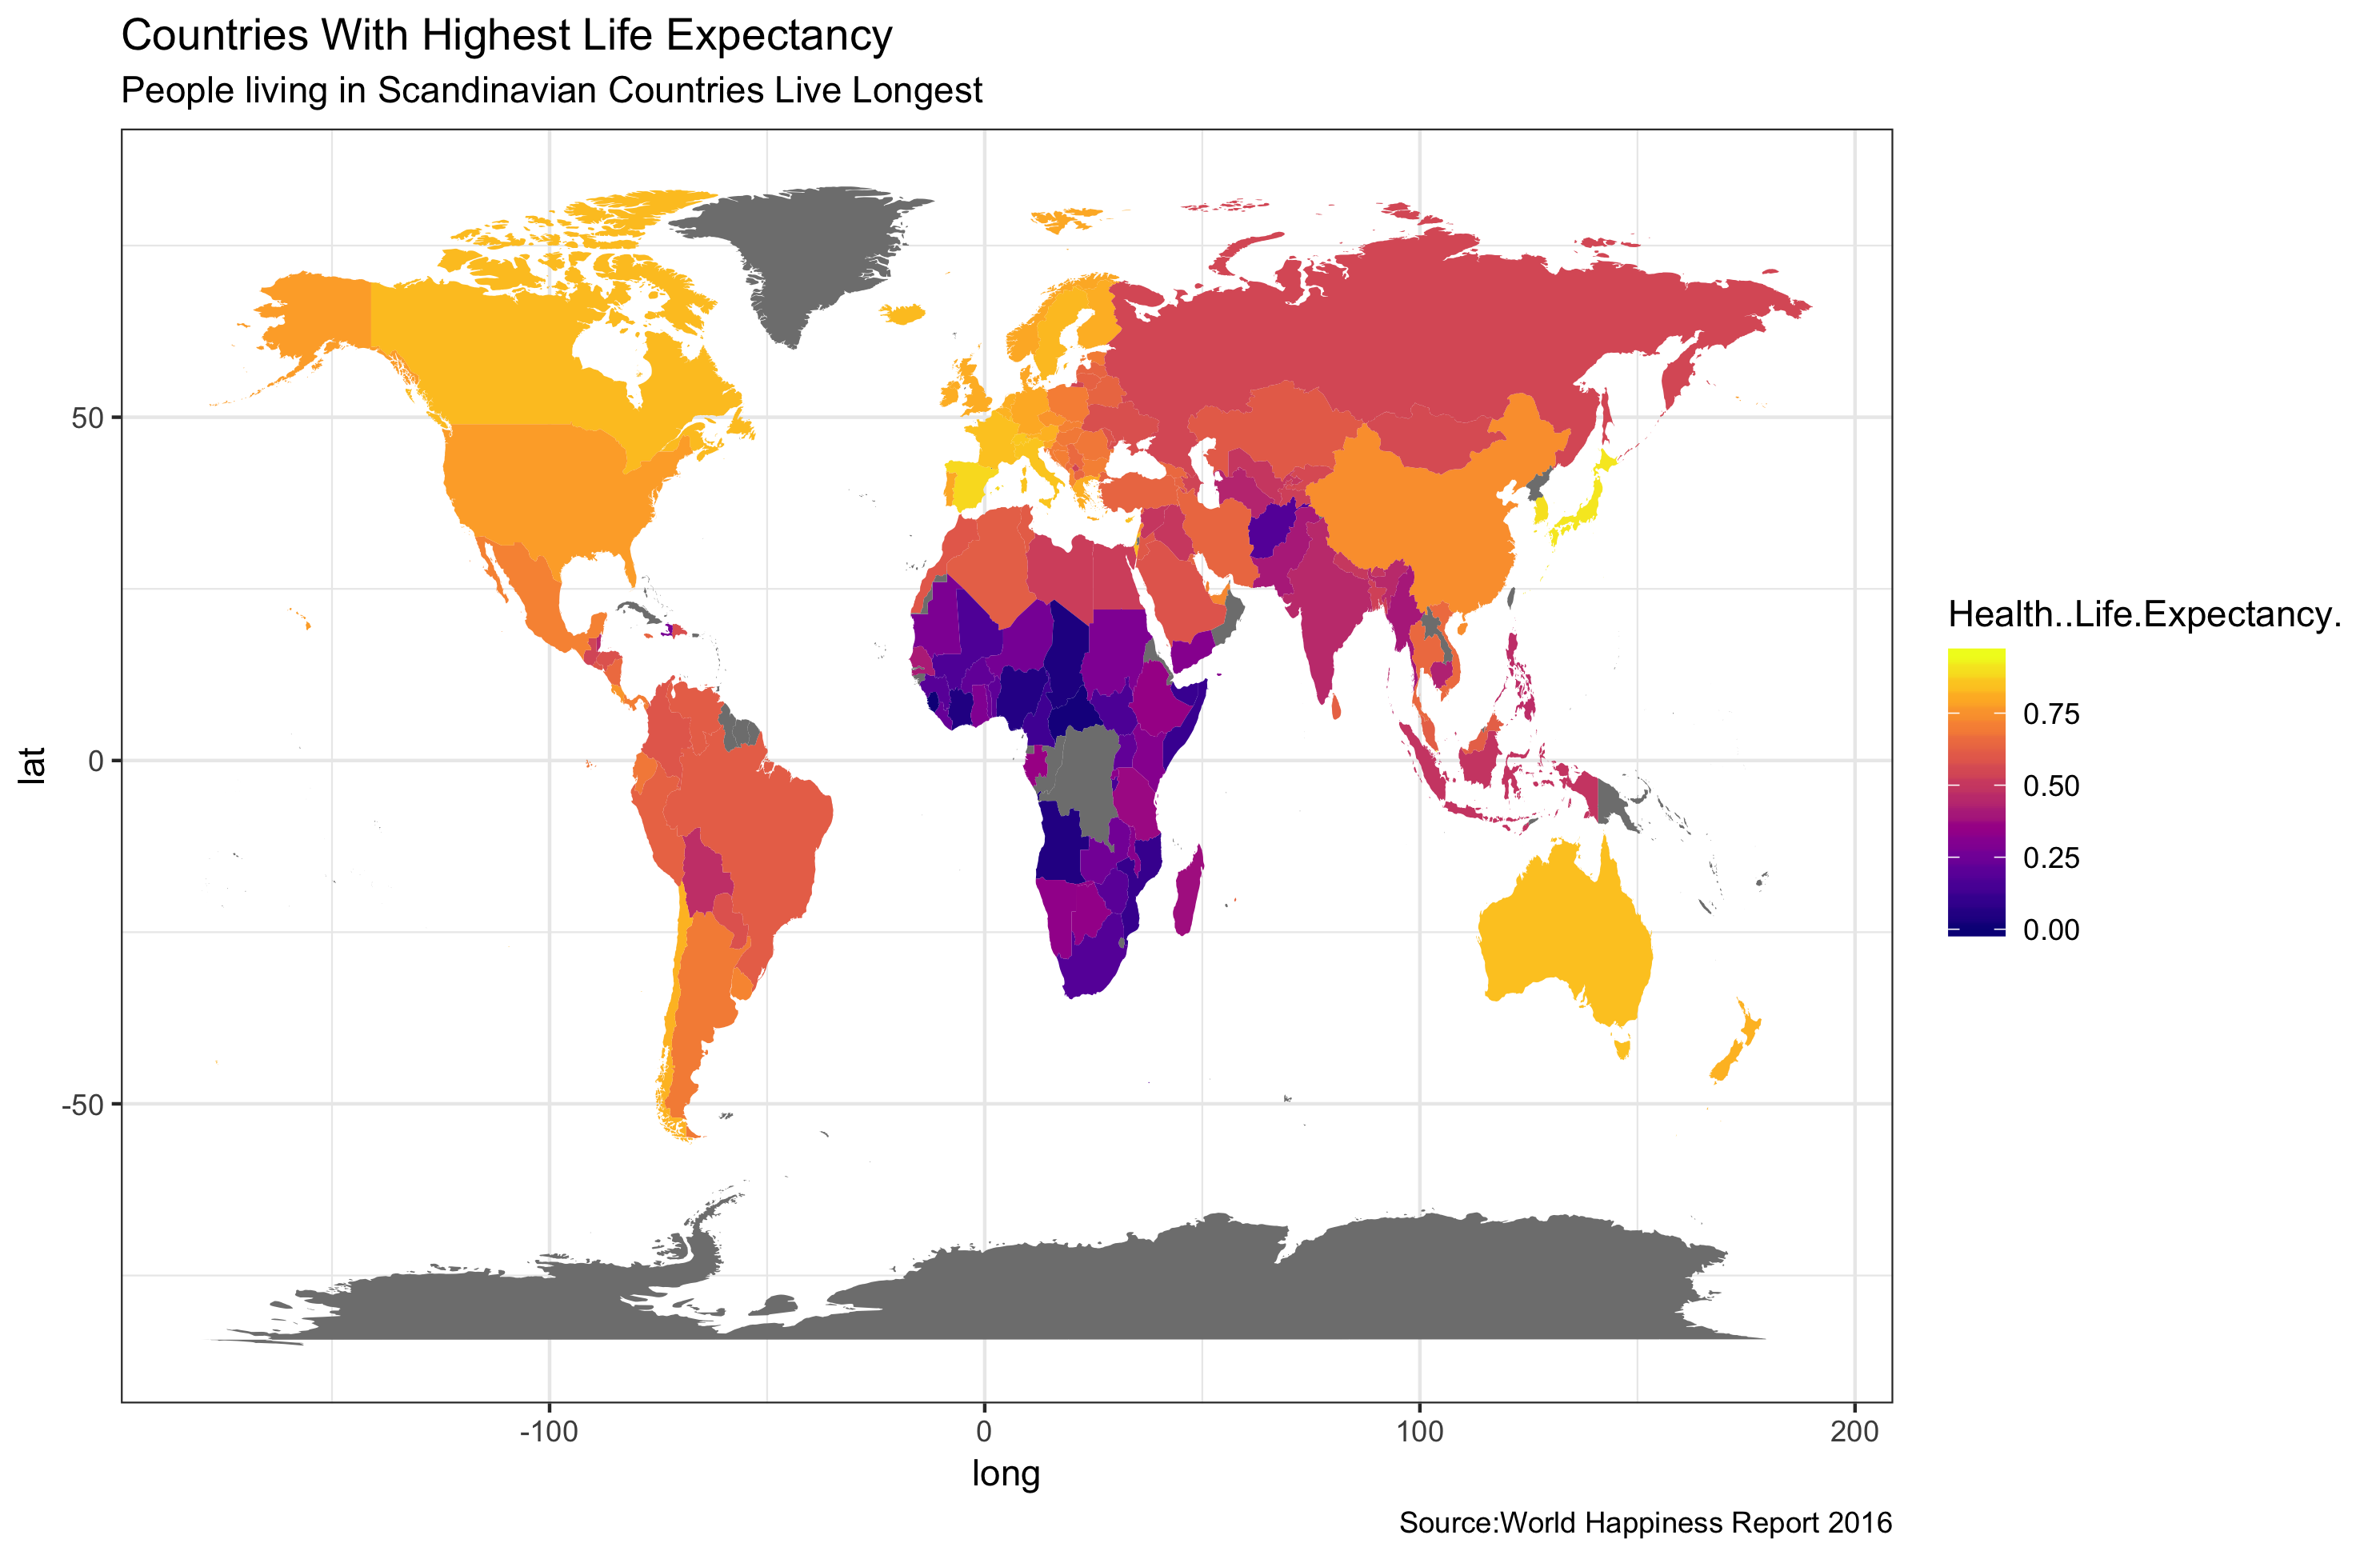 Countries With Highest Life Expectancy
People living in Scandinavian Countries Live Longest
lat
50
0
-50
-100
0
100
200
long
Health..Life.Expectancy.
0.75
0.50
0.25
0.00
Source:World Happiness Report 2016